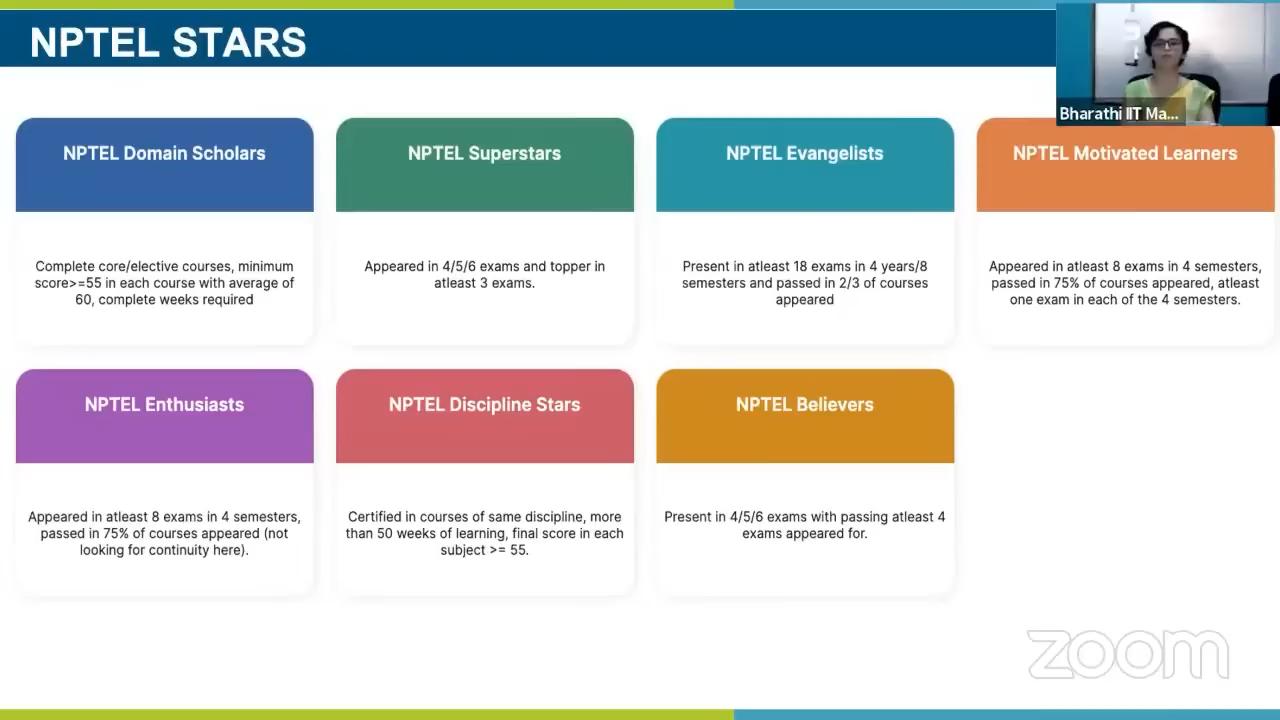 NPTEL STARS
Bharathi IIT Ma...
NPTEL Domain Scholars
Complete core/elective courses, minimum
score>=55 in each course with average of
60, complete weeks required
NPTEL Superstars
Appeared in 4/5/6 exams and topper in
atleast 3 exams.
NPTEL Evangelists
Present in atleast 18 exams in 4 years/8
semesters and passed in 2/3 of courses
appeared
NPTEL Motivated Learners
Appeared in atleast 8 exams in 4 semesters,
passed in 75% of courses appeared, atleast
one exam in each of the 4 semesters.
NPTEL Enthusiasts
Appeared in atleast 8 exams in 4 semesters,
passed in 75% of courses appeared (not
looking for continuity here).
NPTEL Discipline Stars
Certified in courses of same discipline, more
than 50 weeks of learning, final score in each
subject >= 55.
NPTEL Believers
Present in 4/5/6 exams with passing atleast 4
exams appeared for.
zoom